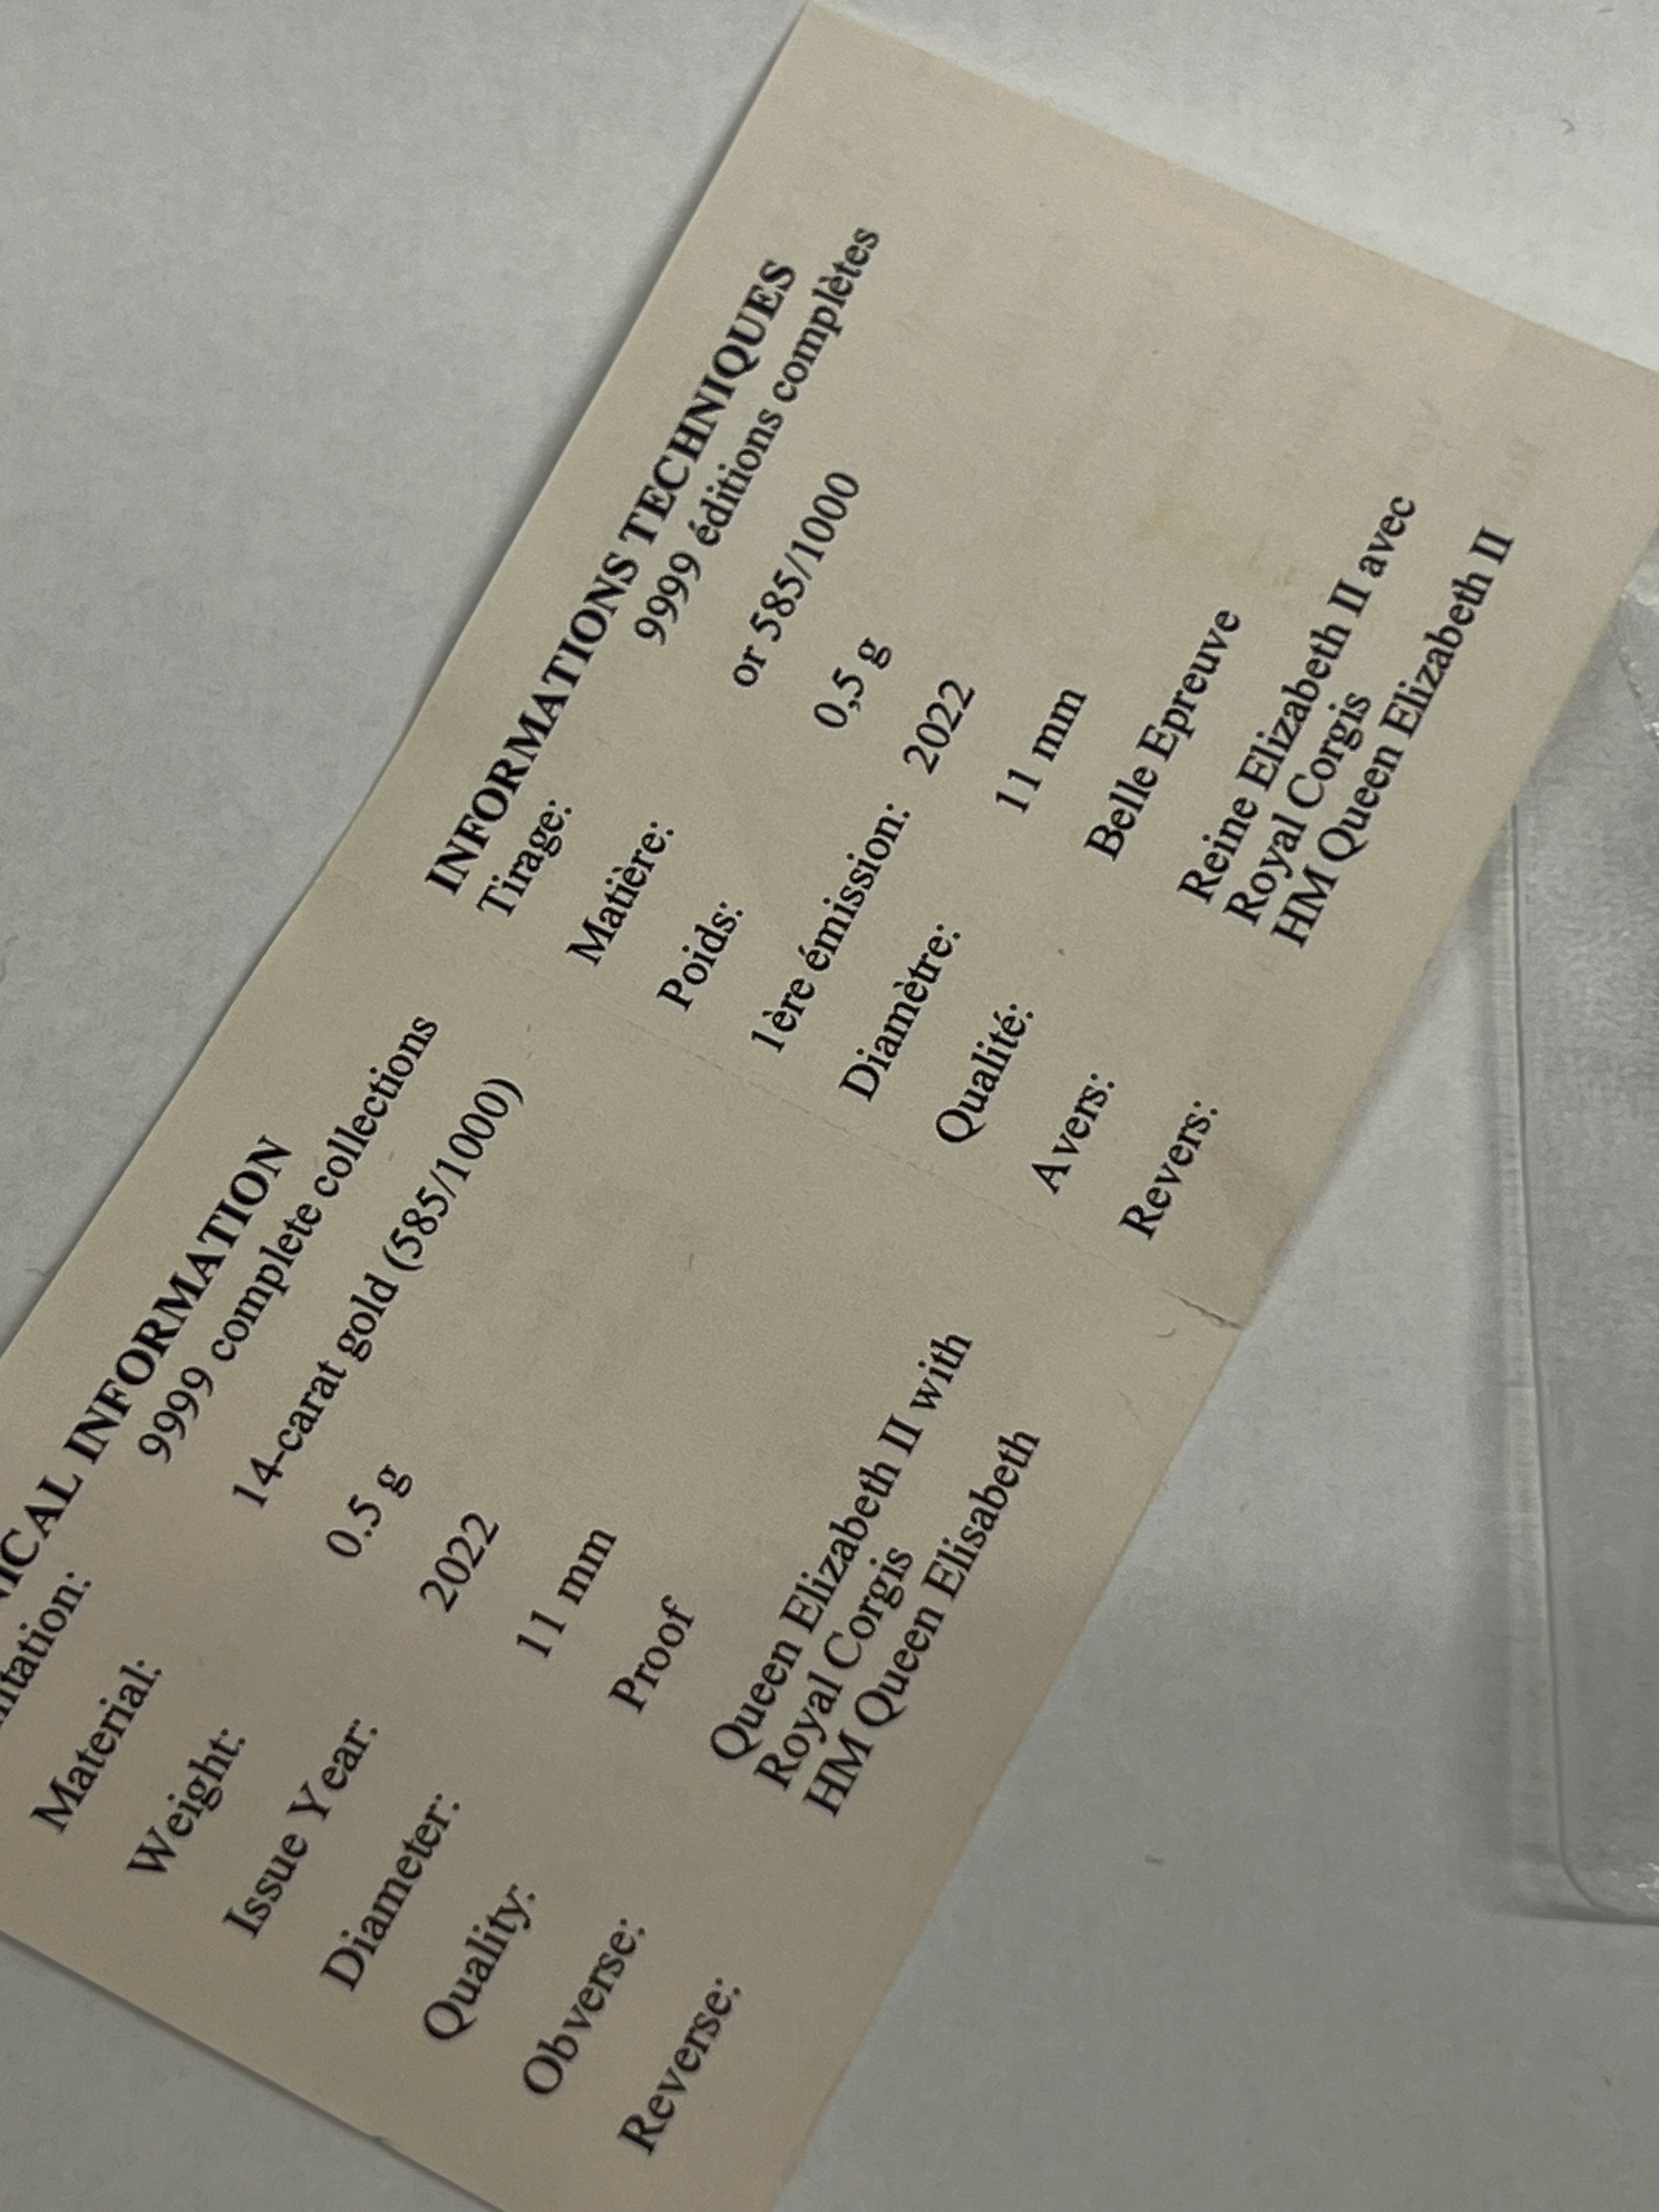 INFORMATION
9999 complete collections
Material: 14-carat gold (585/1000)
Weight: 0.5 g
Issue Year: 2022
Diameter: 11 mm
Quality: Proof
Obverse: Queen Elizabeth II with
Royal Corgis
Reverse: HM Queen Elisabeth
INFORMATIONS TECHNIQUES
Tirage: 9999 éditions complètes
Matière: or 585/1000
Poids: 0,5 g
1ère émission: 2022
Diamètre: 11 mm
Qualité: Belle Epreuve
Avers: Reine Elizabeth II avec
Royal Corgis
Revers: HM Queen Elizabeth II